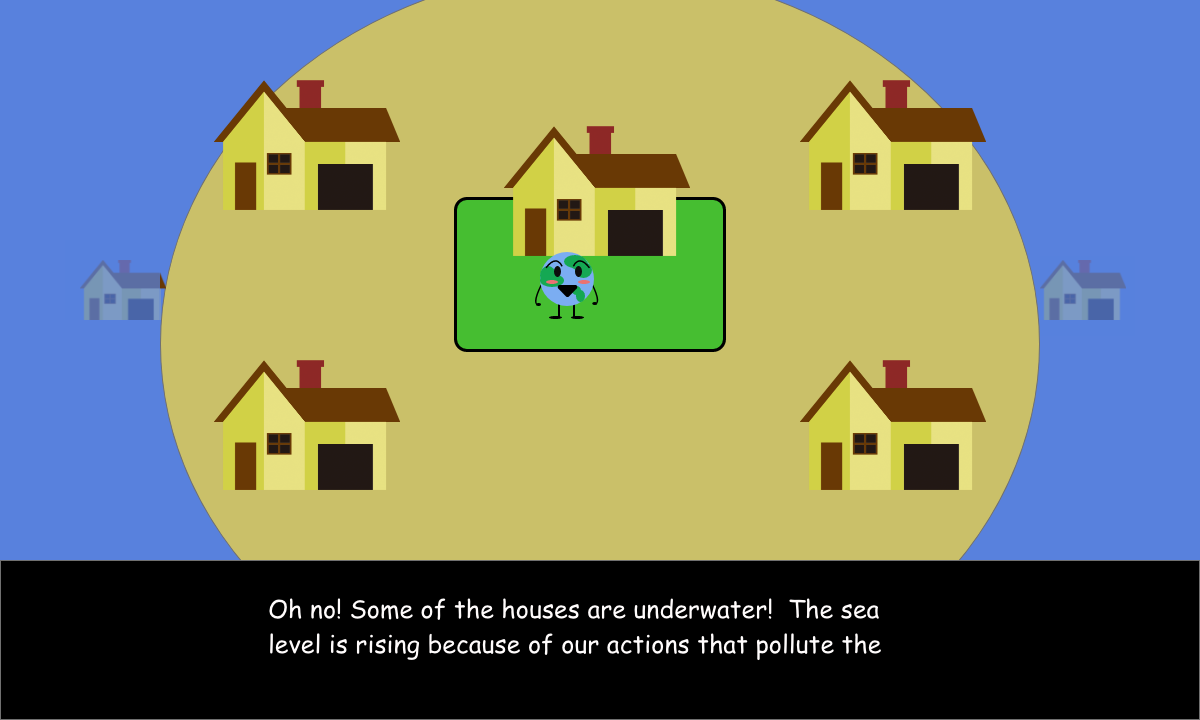 Oh no! Some of the houses are underwater!  The sea
level is rising because of our actions that pollute the